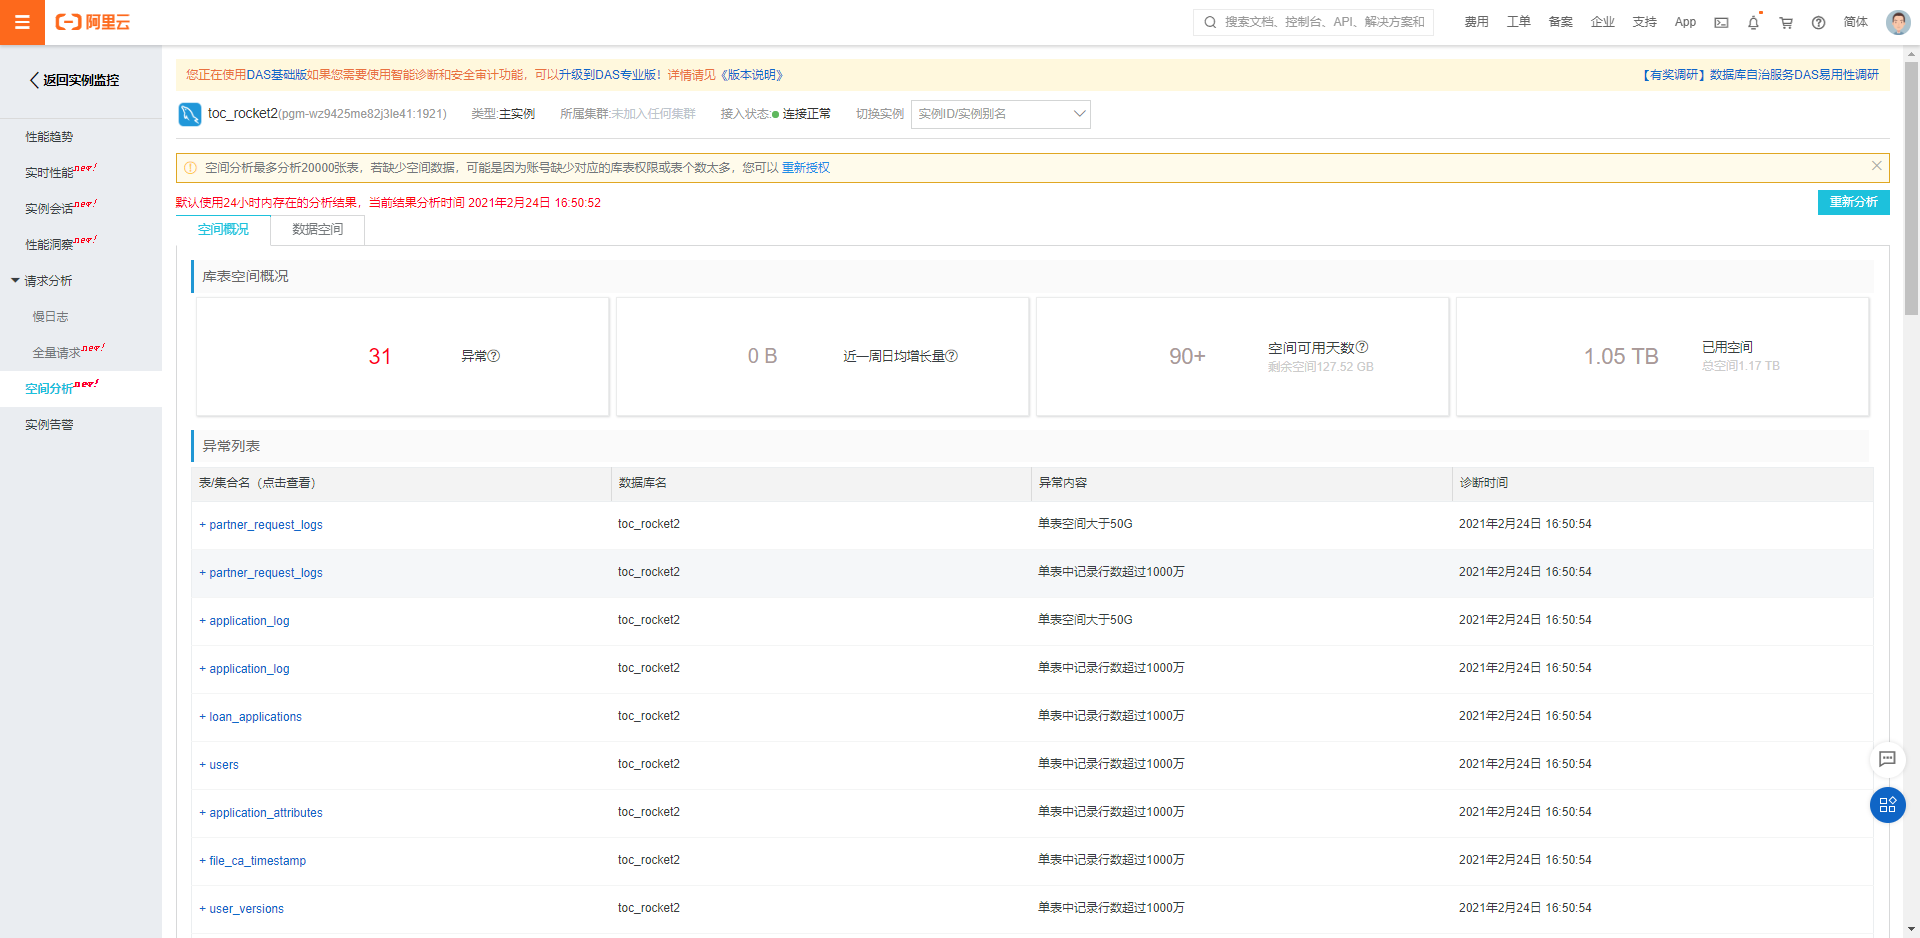 阿里云
搜索文档、控制台、API、解决方案和
费用 工单 备案 企业 支持 App 简体
返回实例监控
性能趋势
实时性能new!
实例会话new!
性能洞察new!
请求分析
慢日志
全量请求new!
空间分析new!
实例告警
您正在使用DAS基础版如果您需要使用智能诊断和安全审计功能，可以升级到DAS专业版！详情请见《版本说明》
【有奖调研】数据库自治服务DAS易用性调研
toc_rocket2(pgm-wz9425me82j3le41:1921) 类型:主实例 所属集群:未加入任何集群 接入状态: 连接正常 切换实例 实例ID/实例别名
空间分析最多分析20000张表，若缺少空间数据，可能是因为账号缺少对应的库表权限或表个数太多，您可以 重新授权
默认使用24小时内存在的分析结果，当前结果分析时间 2021年2月24日 16:50:52
重新分析
空间概况 数据空间
库表空间概况
31 异常
0 B 近一周日均增长量
90+ 空间可用天数
剩余空间127.52 GB
1.05 TB 已用空间
总空间1.17 TB
异常列表
表/集合名（点击查看） 数据库名 异常内容 诊断时间
+ partner_request_logs toc_rocket2 单表空间大于50G 2021年2月24日 16:50:54
+ partner_request_logs toc_rocket2 单表中记录行数超过1000万 2021年2月24日 16:50:54
+ application_log toc_rocket2 单表空间大于50G 2021年2月24日 16:50:54
+ application_log toc_rocket2 单表中记录行数超过1000万 2021年2月24日 16:50:54
+ loan_applications toc_rocket2 单表中记录行数超过1000万 2021年2月24日 16:50:54
+ users toc_rocket2 单表中记录行数超过1000万 2021年2月24日 16:50:54
+ application_attributes toc_rocket2 单表中记录行数超过1000万 2021年2月24日 16:50:54
+ file_ca_timestamp toc_rocket2 单表中记录行数超过1000万 2021年2月24日 16:50:54
+ user_versions toc_rocket2 单表中记录行数超过1000万 2021年2月24日 16:50:54